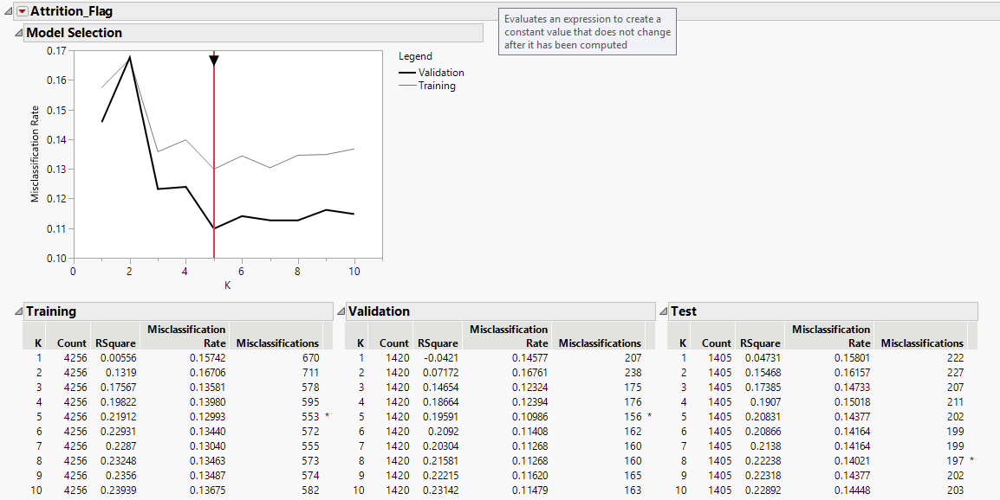 Attrition_Flag
Evaluates an expression to create a
constant value that does not change
after it has been computed
Model Selection
Legend
Validation
Training
Misclassification Rate
0.17
0.16
0.15
0.14
0.13
0.12
0.11
0.10
0 2 4 6 8 10
K
Training
Misclassification
K Count RSquare Rate Misclassifications
1 4256 0.00556 0.15742 670
2 4256 0.1319 0.16706 711
3 4256 0.17567 0.13581 578
4 4256 0.19822 0.13980 595
5 4256 0.21912 0.12993 553 *
6 4256 0.22931 0.13440 572
7 4256 0.2287 0.13040 555
8 4256 0.23248 0.13463 573
9 4256 0.2356 0.13487 574
10 4256 0.23939 0.13675 582
Validation
Misclassification
K Count RSquare Rate Misclassifications
1 1420 -0.0421 0.14577 207
2 1420 0.07172 0.16761 238
3 1420 0.14654 0.12324 175
4 1420 0.18664 0.12394 176
5 1420 0.19591 0.10986 156 *
6 1420 0.2092 0.11408 162
7 1420 0.20304 0.11268 160
8 1420 0.21581 0.11268 160
9 1420 0.22215 0.11620 165
10 1420 0.23142 0.11479 163
Test
Misclassification
K Count RSquare Rate Misclassifications
1 1405 0.04731 0.15801 222
2 1405 0.15468 0.16157 227
3 1405 0.17385 0.14733 207
4 1405 0.1907 0.15018 211
5 1405 0.20831 0.14377 202
6 1405 0.20866 0.14164 199
7 1405 0.2138 0.14164 199
8 1405 0.22238 0.14021 197 *
9 1405 0.22318 0.14377 202
10 1405 0.22892 0.14448 203